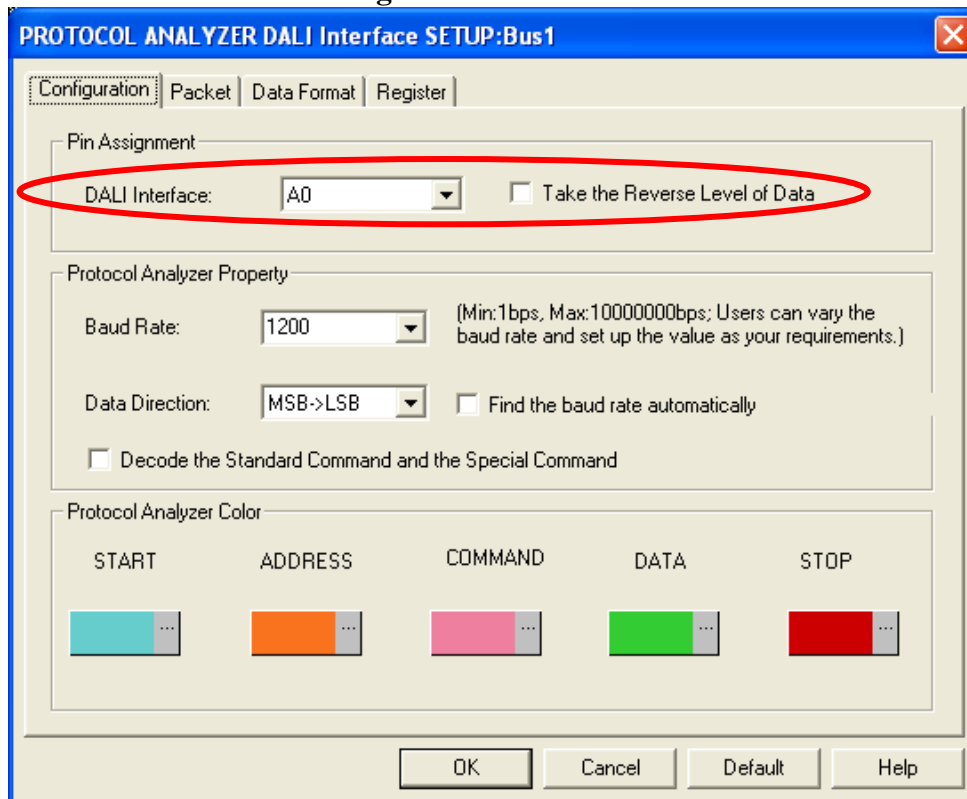 PROTOCOL ANALYZER DALI Interface SETUP:Bus1
Configuration Packet Data Format Register
Pin Assignment
DALI Interface: A0 Take the Reverse Level of Data
Protocol Analyzer Property
Baud Rate: 1200 (Min:1bps, Max:10000000bps; Users can vary the
baud rate and set up the value as your requirements.)
Data Direction: MSB->LSB Find the baud rate automatically
Decode the Standard Command and the Special Command
Protocol Analyzer Color
START ADDRESS COMMAND DATA STOP
... ... ... ... ...
OK Cancel Default Help